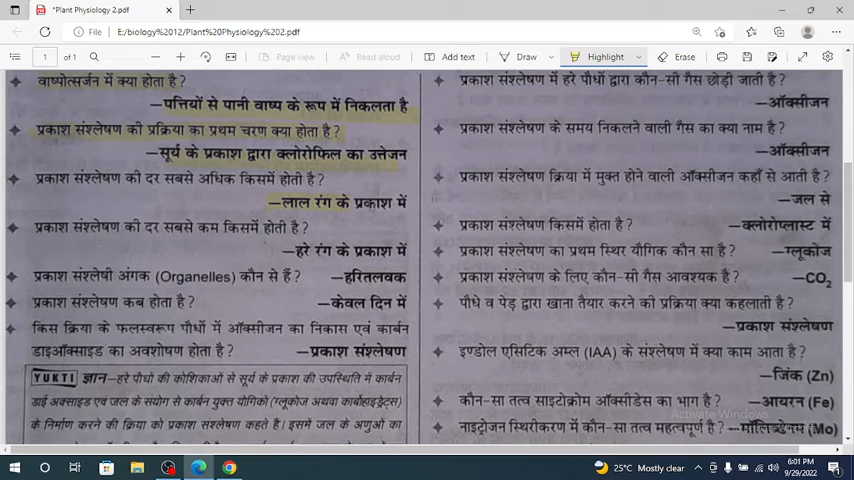 *Plant Physiology 2.pdf
File
E:/biology%2012/Plant%20Physiology%202.pdf
1 of 1
Page view
Read aloud
Add text
Draw
Highlight
Erase
वाष्पोत्सर्जन में क्या होता है?
—पत्तियों से पानी वाष्प के रूप में निकलता है
प्रकाश संश्लेषण की प्रक्रिया का प्रथम चरण क्या होता है?
—सूर्य के प्रकाश द्वारा क्लोरोफिल का उत्तेजन
प्रकाश संश्लेषण की दर सबसे अधिक किसमें होती है?
—लाल रंग के प्रकाश में
प्रकाश संश्लेषण की दर सबसे कम किसमें होती है?
—हरे रंग के प्रकाश में
प्रकाश संश्लेषी अंगक (Organelles) कौन से हैं? —हरितलवक
प्रकाश संश्लेषण कब होता है? —केवल दिन में
किस क्रिया के फलस्वरूप पौधों में ऑक्सीजन का निकास एवं कार्बन
डाइऑक्साइड का अवशोषण होता है? —प्रकाश संश्लेषण
YUKTI ज्ञान-हरे पौधो की कोशिकाओं से सूर्य के प्रकाश की उपस्थिति में कार्बन
डाई अक्साइड एवं जल के संयोग से कार्बन युक्त यौगिकों (ग्लूकोज अथवा कार्बोहाइड्रेट्स)
के निर्माण करने की क्रिया को प्रकाश संश्लेषण कहते है। इसमें जल के अणुओं का
प्रकाश संश्लेषण में हरे पौधों द्वारा कौन-सी गैस छोड़ी जाती है?
—ऑक्सीजन
प्रकाश संश्लेषण के समय निकलने वाली गैस का क्या नाम है?
—ऑक्सीजन
प्रकाश संश्लेषण क्रिया में मुक्त होने वाली ऑक्सीजन कहाँ से आती है?
—जल से
प्रकाश संश्लेषण किसमें होता है? —क्लोरोप्लास्ट में
प्रकाश संश्लेषण का प्रथम स्थिर यौगिक कौन सा है? —ग्लूकोज
प्रकाश संश्लेषण के लिए कौन-सी गैस आवश्यक है? —CO₂
पौधे व पेड़ द्वारा खाना तैयार करने की प्रक्रिया क्या कहलाती है?
—प्रकाश संश्लेषण
इण्डोल एसिटिक अम्ल (IAA) के संश्लेषण में क्या काम आता है?
—जिंक (Zn)
कौन-सा तत्व साइटोक्रोम ऑक्सीडेस का भाग है? —आयरन (Fe)
Activate Windows
नाइट्रोजन स्थिरीकरण में कौन-सा तत्व महत्वपूर्ण है? —मॉलिब्डेनम (Mo)
25°C Mostly clear
6:01 PM
9/29/2022